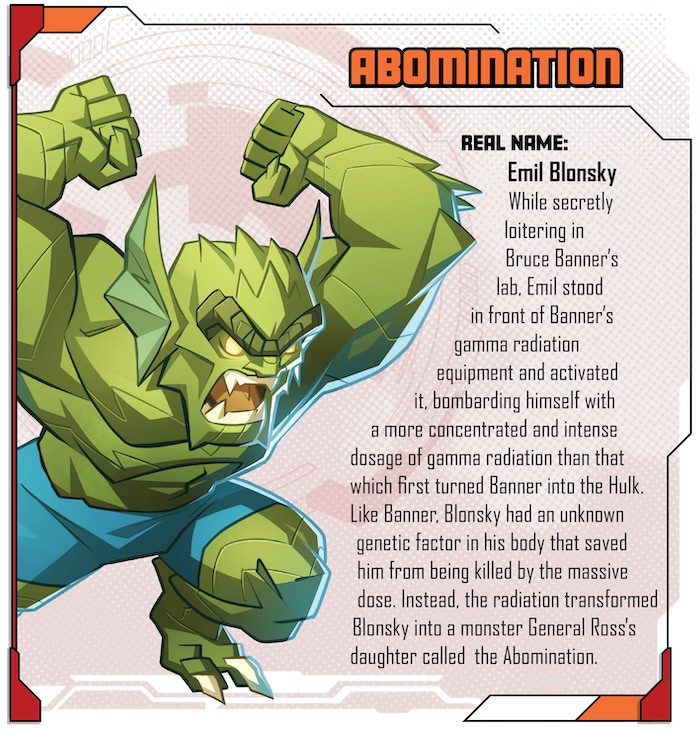 ABOMINATION
REAL NAME:
Emil Blonsky
While secretly
loitering in
Bruce Banner's
lab, Emil stood
in front of Banner's
gamma radiation
equipment and activated
it, bombarding himself with
a more concentrated and intense
dosage of gamma radiation than that
which first turned Banner into the Hulk.
Like Banner, Blonsky had an unknown
genetic factor in his body that saved
him from being killed by the massive
dose. Instead, the radiation transformed
Blonsky into a monster General Ross's
daughter called the Abomination.